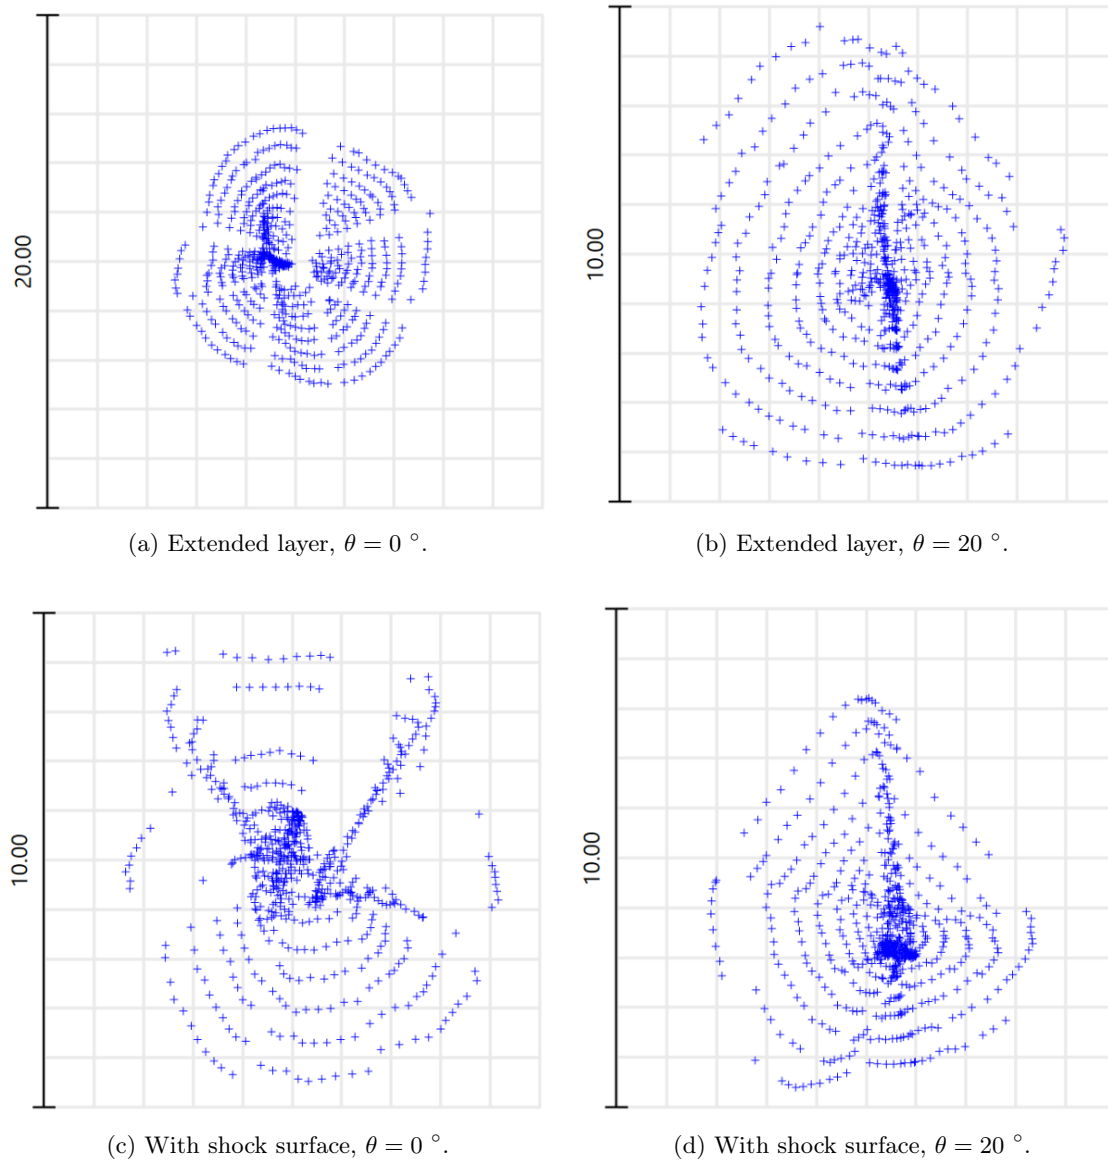 20.00
10.00
(a) Extended layer, θ = 0 °.
(b) Extended layer, θ = 20 °.
10.00
10.00
(c) With shock surface, θ = 0 °.
(d) With shock surface, θ = 20 °.